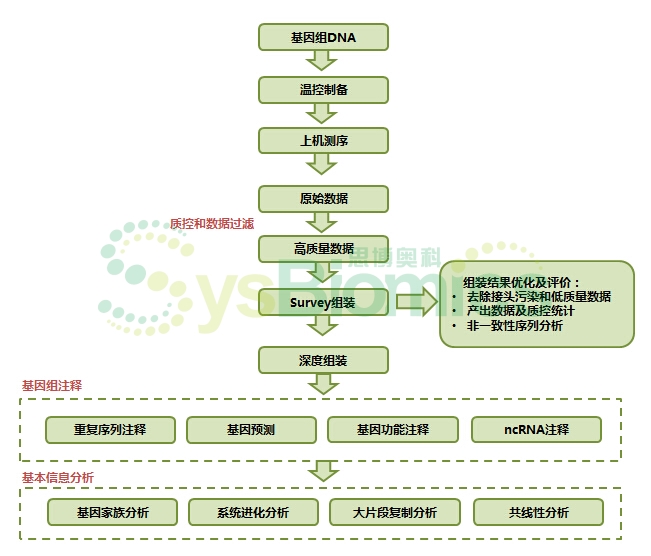 基因组DNA
温控制备
上机测序
原始数据
质控和数据过滤
高质量数据
思博奥科
SysBiomics
Survey组装
组装结果优化及评价：
• 去除接头污染和低质量数据
• 产出数据及质控统计
• 非一致性序列分析
深度组装
基因组注释
重复序列注释 基因预测 基因功能注释 ncRNA注释
基本信息分析
基因家族分析 系统进化分析 大片段复制分析 共线性分析